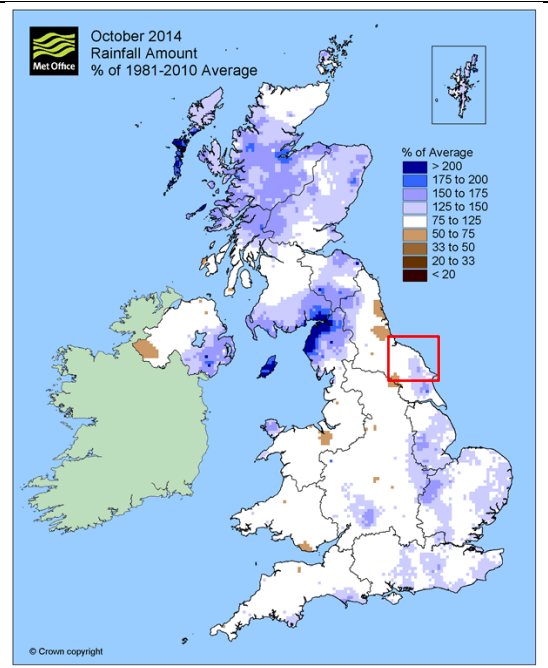 October 2014
Rainfall Amount
% of 1981-2010 Average
Met Office
% of Average
> 200
175 to 200
150 to 175
125 to 150
75 to 125
50 to 75
33 to 50
20 to 33
< 20
© Crown copyright